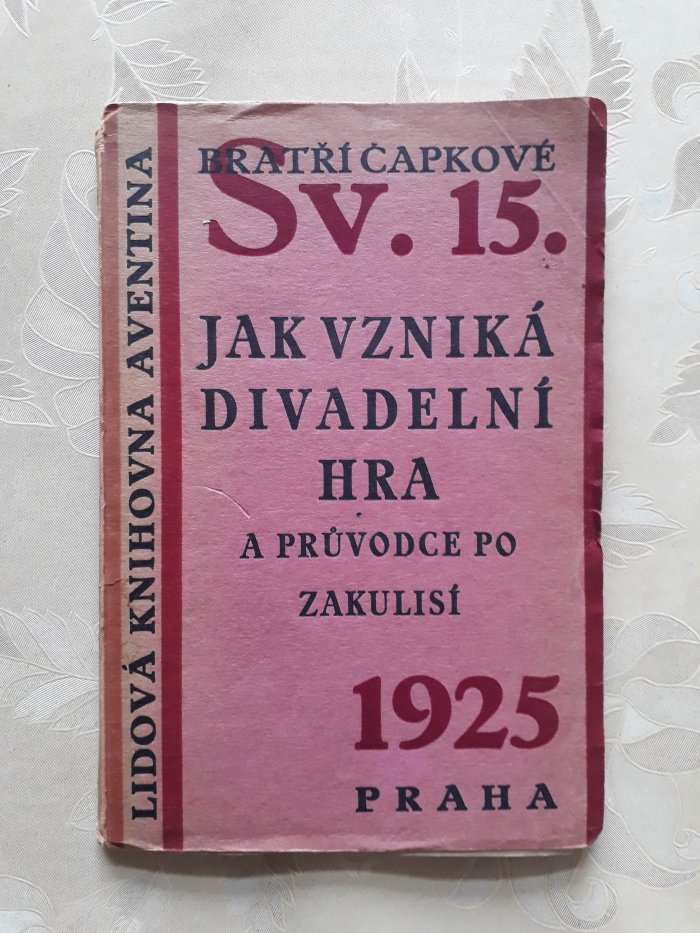 BRATŘÍ ČAPKOVÉ
Sv. 15.
JAK VZNIKÁ
DIVADELNÍ
HRA
A PRŮVODCE PO
ZAKULISÍ
1925
PRAHA
LIDOVÁ KNIHOVNA AVENTINA